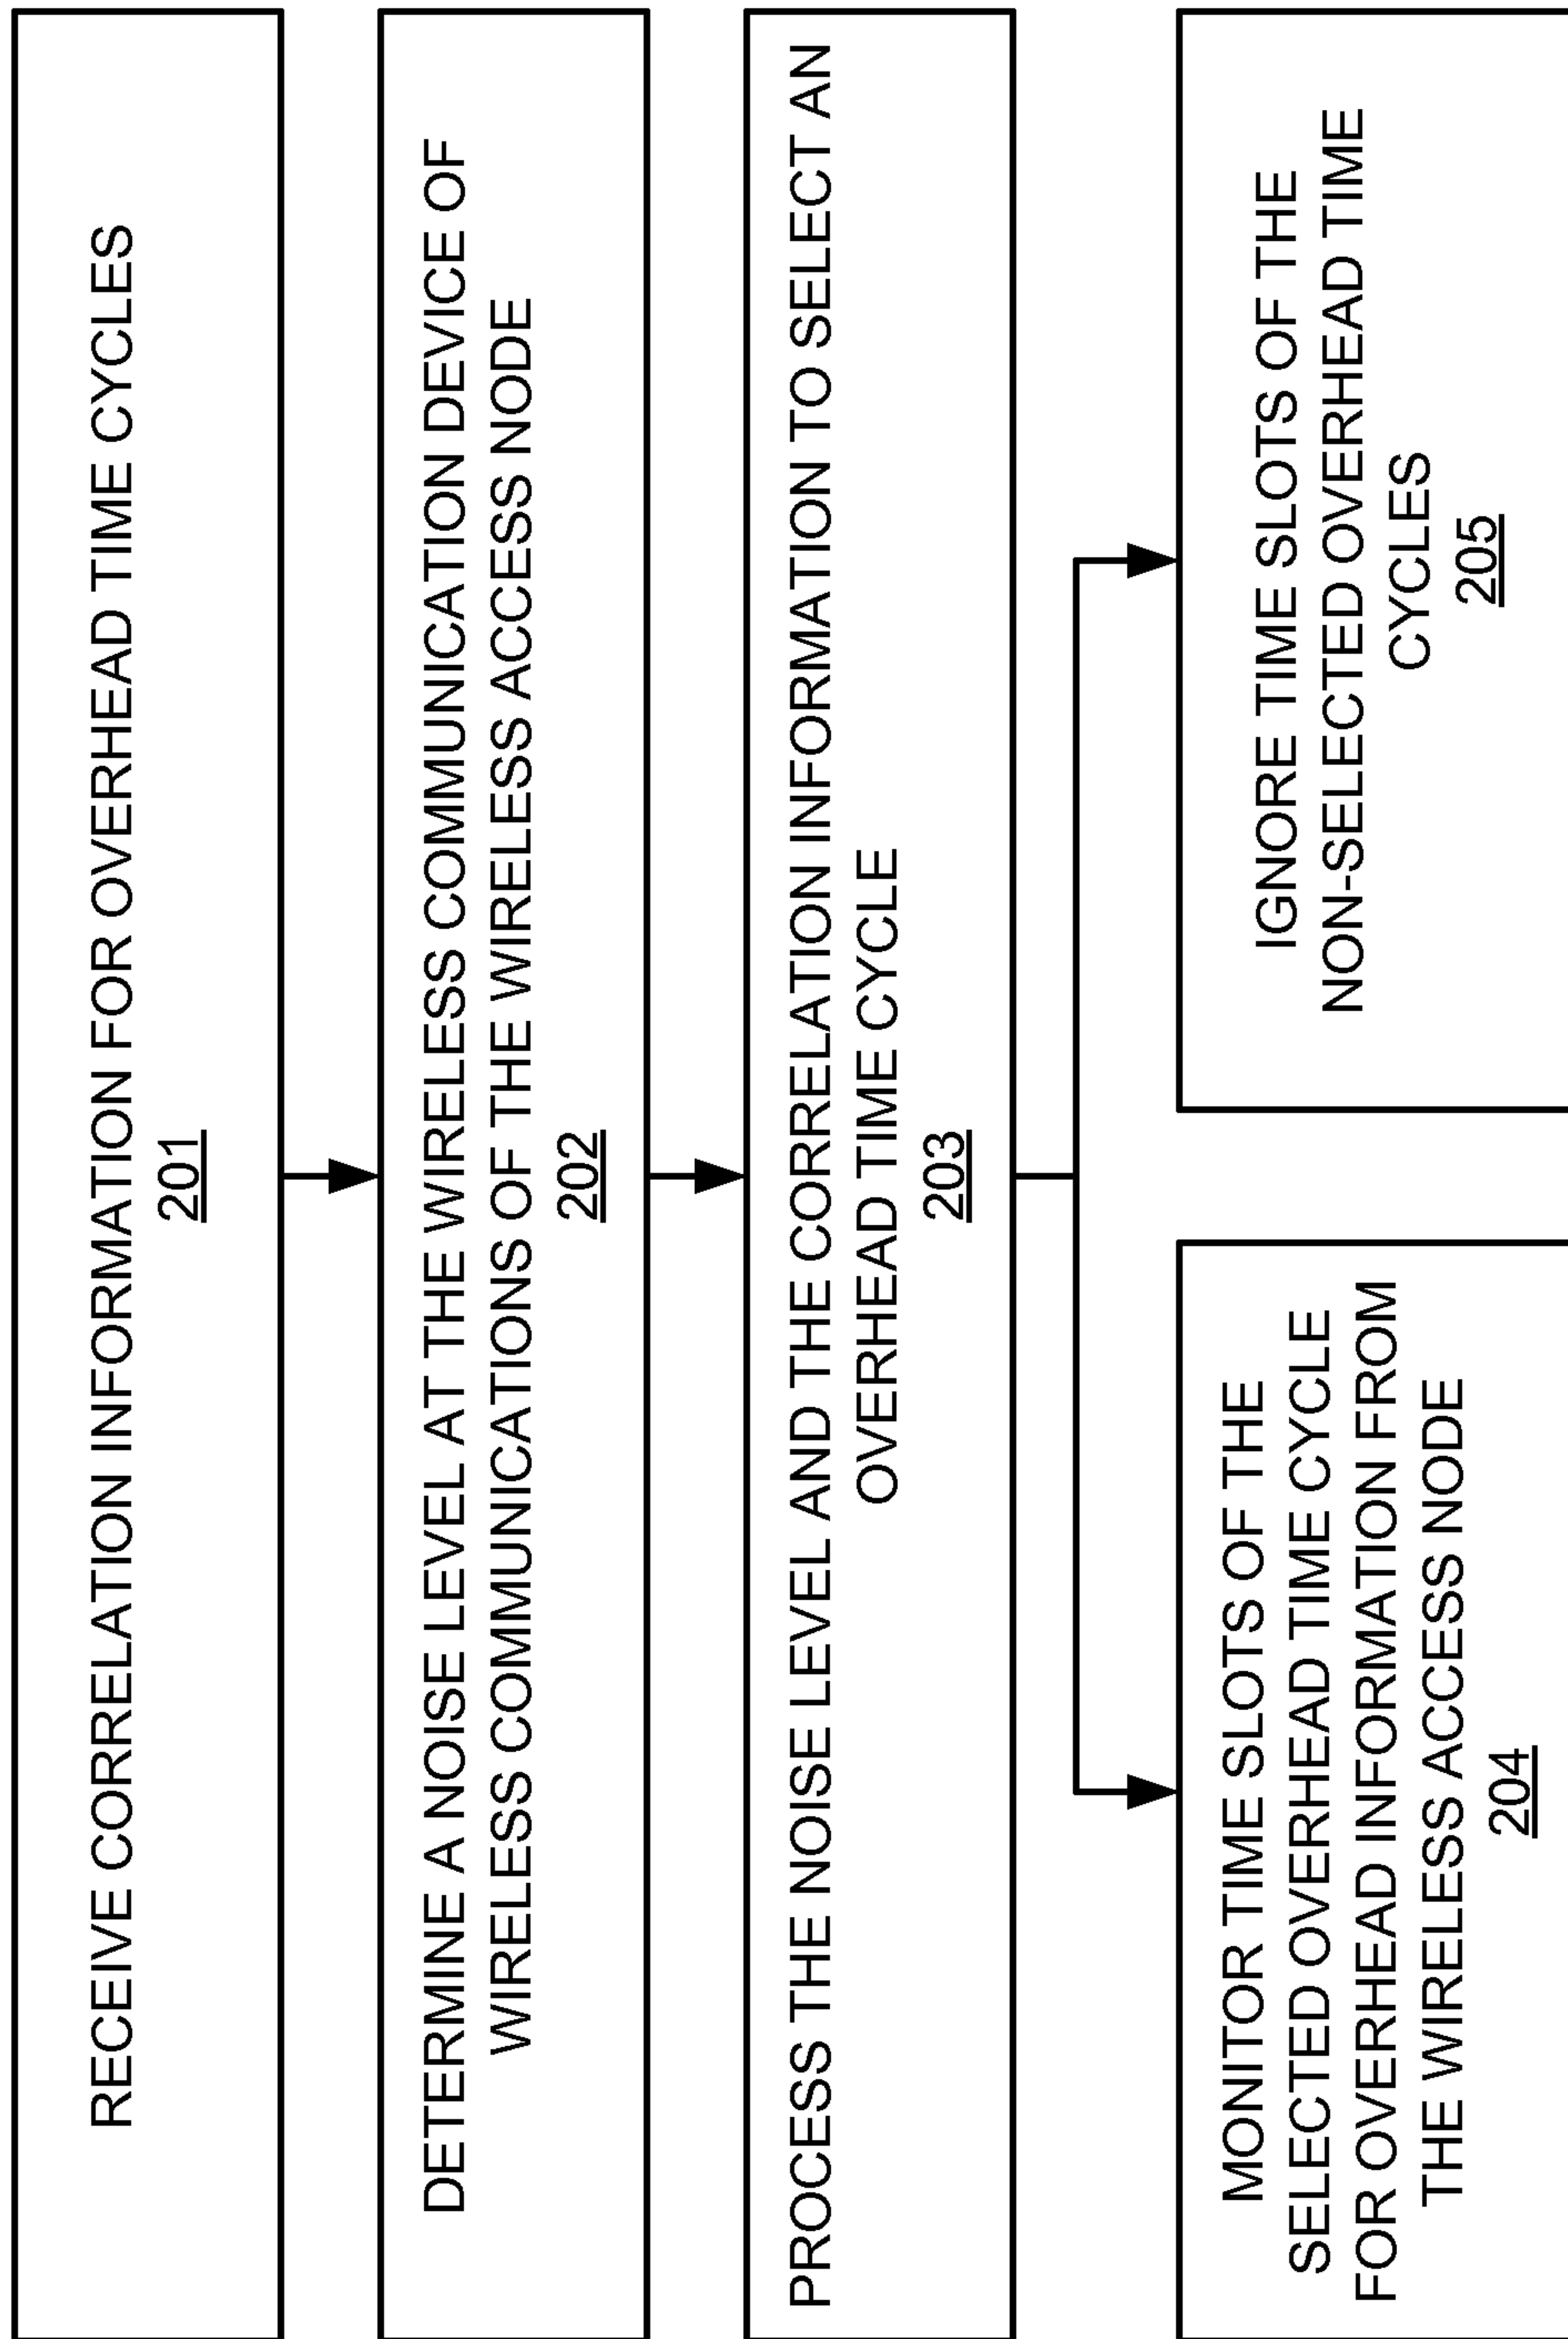 RECEIVE CORRELATION INFORMATION FOR OVERHEAD TIME CYCLES
201
DETERMINE A NOISE LEVEL AT THE WIRELESS COMMUNICATION DEVICE OF
WIRELESS COMMUNICATIONS OF THE WIRELESS ACCESS NODE
202
PROCESS THE NOISE LEVEL AND THE CORRELATION INFORMATION TO SELECT AN
OVERHEAD TIME CYCLE
203
MONITOR TIME SLOTS OF THE
SELECTED OVERHEAD TIME CYCLE
FOR OVERHEAD INFORMATION FROM
THE WIRELESS ACCESS NODE
204
IGNORE TIME SLOTS OF THE
NON-SELECTED OVERHEAD TIME
CYCLES
205